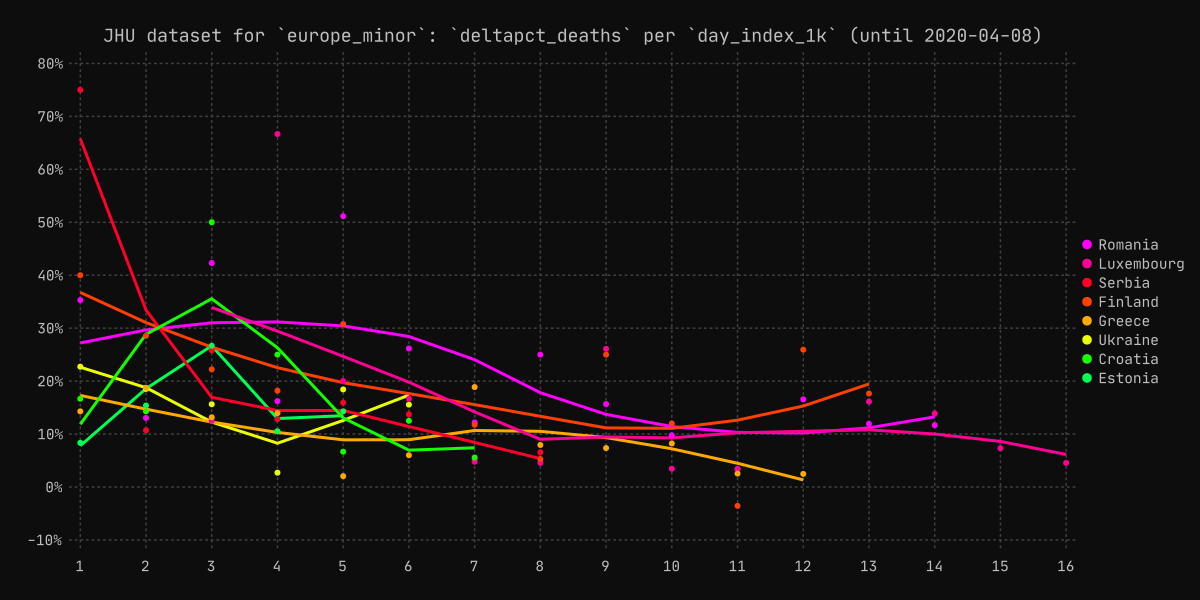 JHU dataset for `europe_minor`: `deltapct_deaths` per `day_index_1k` (until 2020-04-08)
80%
70%
60%
50%
40%
30%
20%
10%
0%
-10%
1 2 3 4 5 6 7 8 9 10 11 12 13 14 15 16
Romania
Luxembourg
Serbia
Finland
Greece
Ukraine
Croatia
Estonia